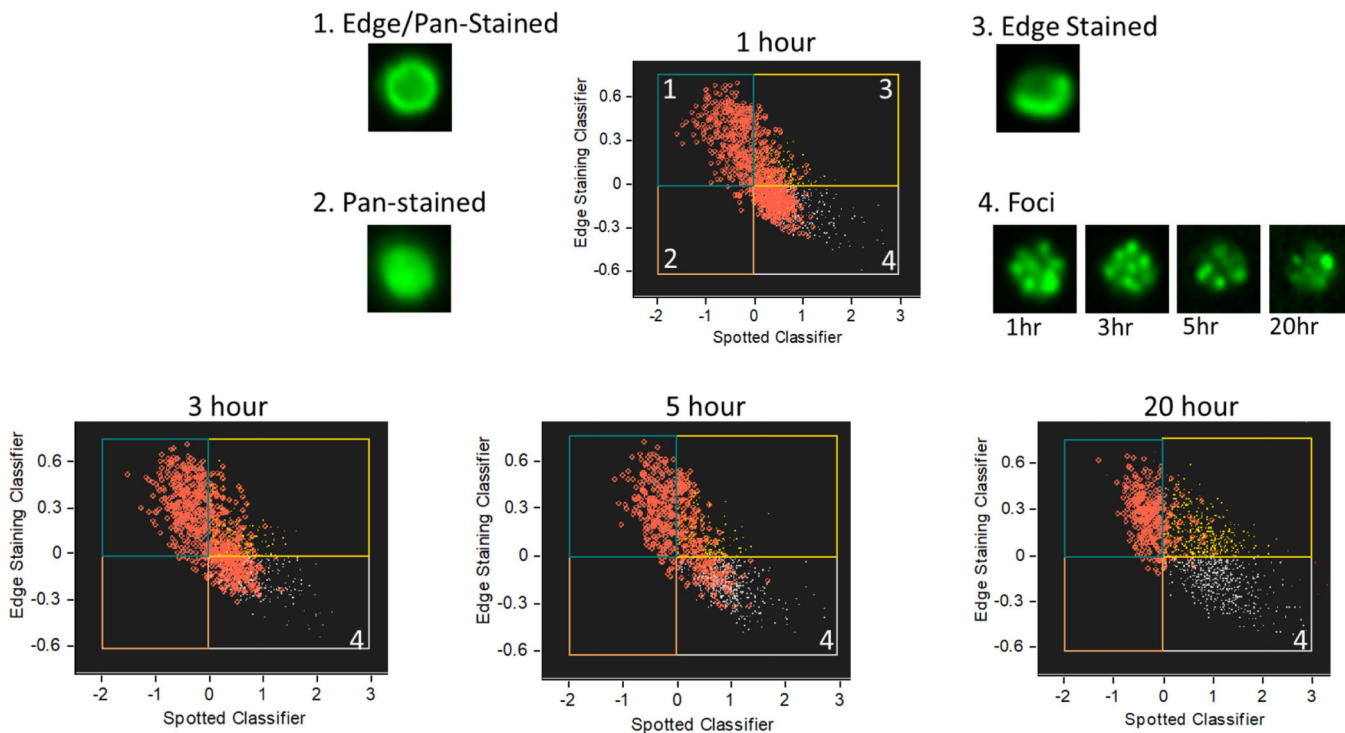 1. Edge/Pan-Stained
1 hour
3. Edge Stained
2. Pan-stained
4. Foci
1hr 3hr 5hr 20hr
Edge Staining Classifier
0.6
0.3
0
-0.3
-0.6
1 3
2 4
-2 -1 0 1 2 3
Spotted Classifier
3 hour
Edge Staining Classifier
0.6
0.3
0
-0.3
-0.6
4
-2 -1 0 1 2 3
Spotted Classifier
5 hour
Edge Staining Classifier
0.6
0.3
0
-0.3
-0.6
4
-2 -1 0 1 2 3
Spotted Classifier
20 hour
Edge Staining Classifier
0.6
0.3
0
-0.3
-0.6
4
-2 -1 0 1 2 3
Spotted Classifier